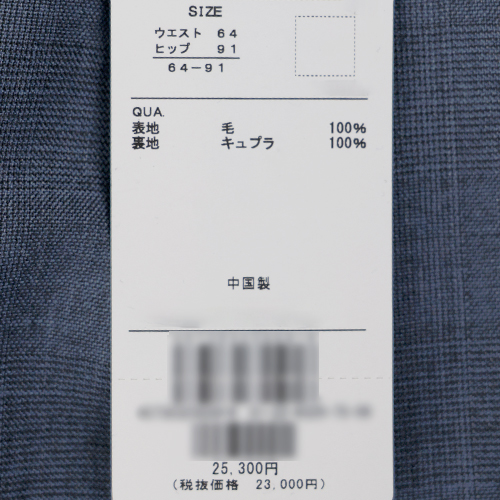 SIZE
ウエスト 64
ヒップ 91
64-91
QUA.
表地 毛 100%
裏地 キュプラ 100%
中国製
25,300円
(税抜価格 23,000円)